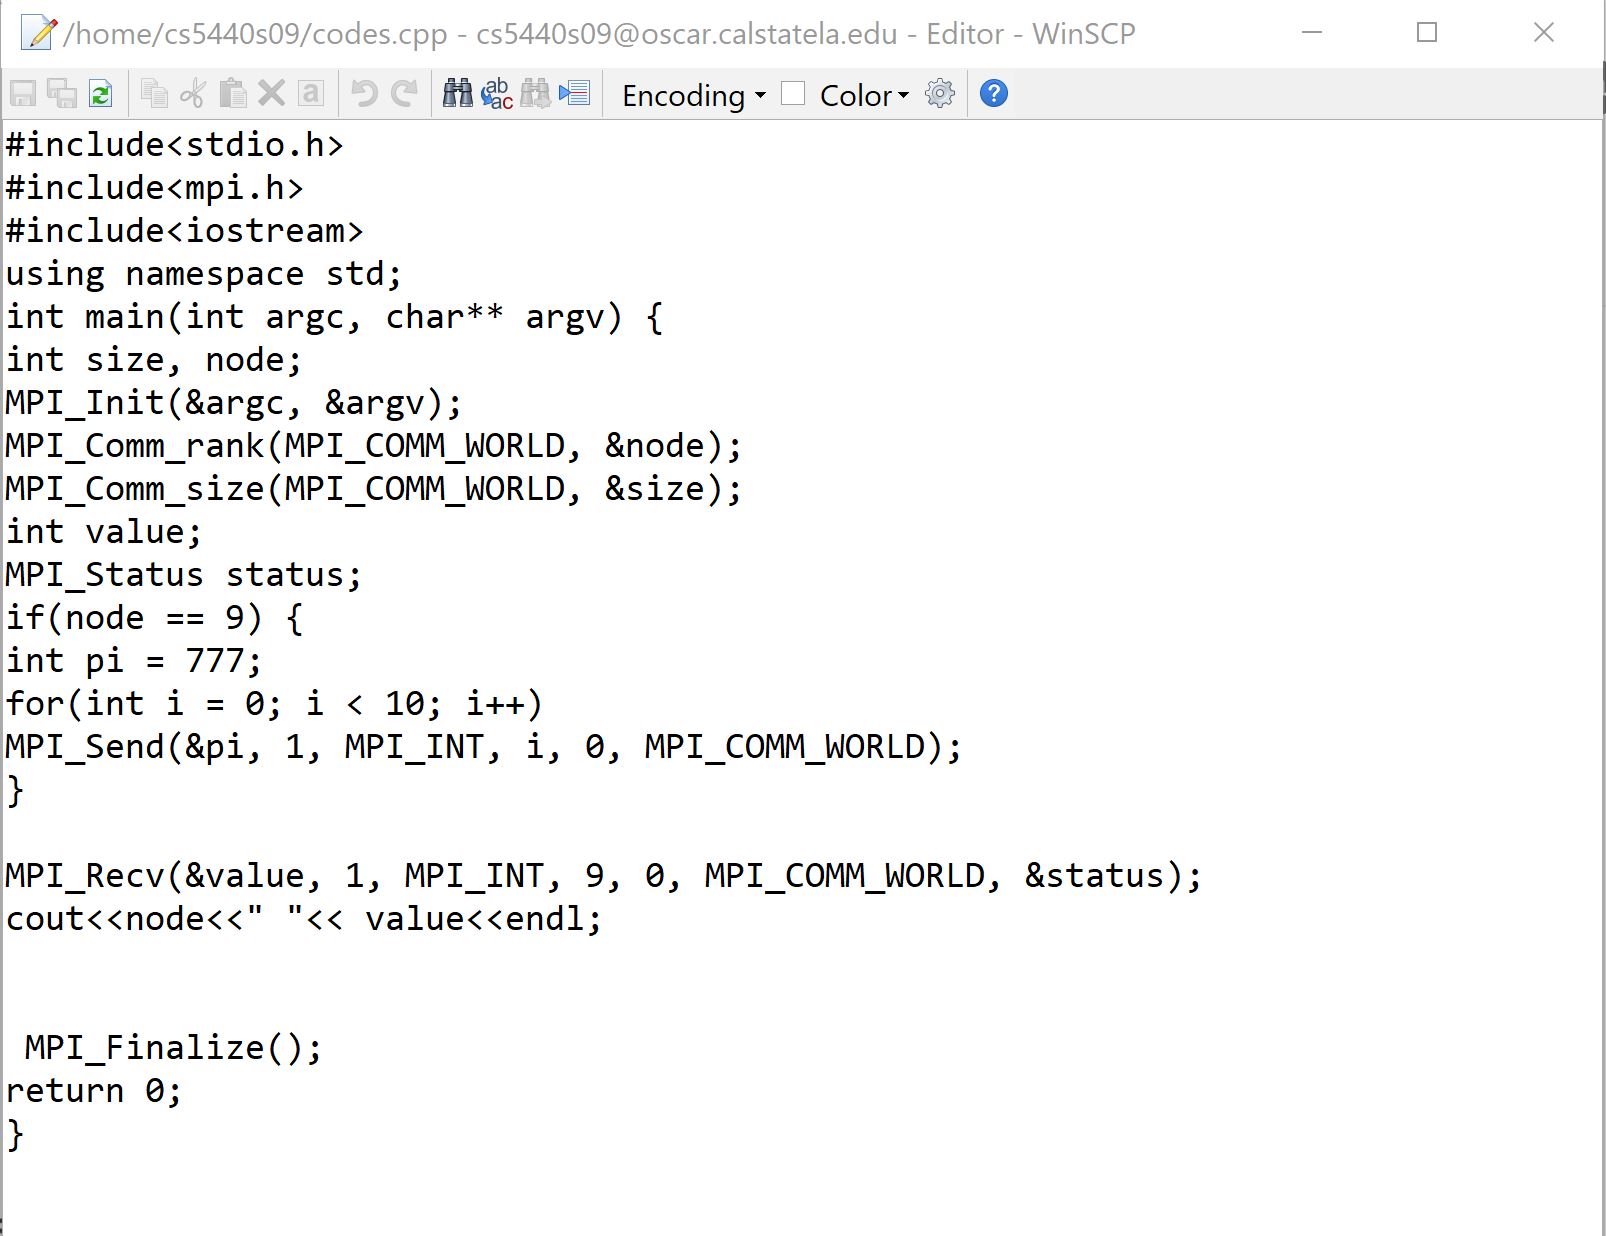 /home/cs5440s09/codes.cpp - cs5440s09@oscar.calstatela.edu - Editor - WinSCP
a ab ac Encoding Color ?
#include<stdio.h>
#include<mpi.h>
#include<iostream>
using namespace std;
int main(int argc, char** argv) {
int size, node;
MPI_Init(&argc, &argv);
MPI_Comm_rank(MPI_COMM_WORLD, &node);
MPI_Comm_size(MPI_COMM_WORLD, &size);
int value;
MPI_Status status;
if(node == 9) {
int pi = 777;
for(int i = 0; i < 10; i++)
MPI_Send(&pi, 1, MPI_INT, i, 0, MPI_COMM_WORLD);
}
MPI_Recv(&value, 1, MPI_INT, 9, 0, MPI_COMM_WORLD, &status);
cout<<node<<" "<< value<<endl;
MPI_Finalize();
return 0;
}